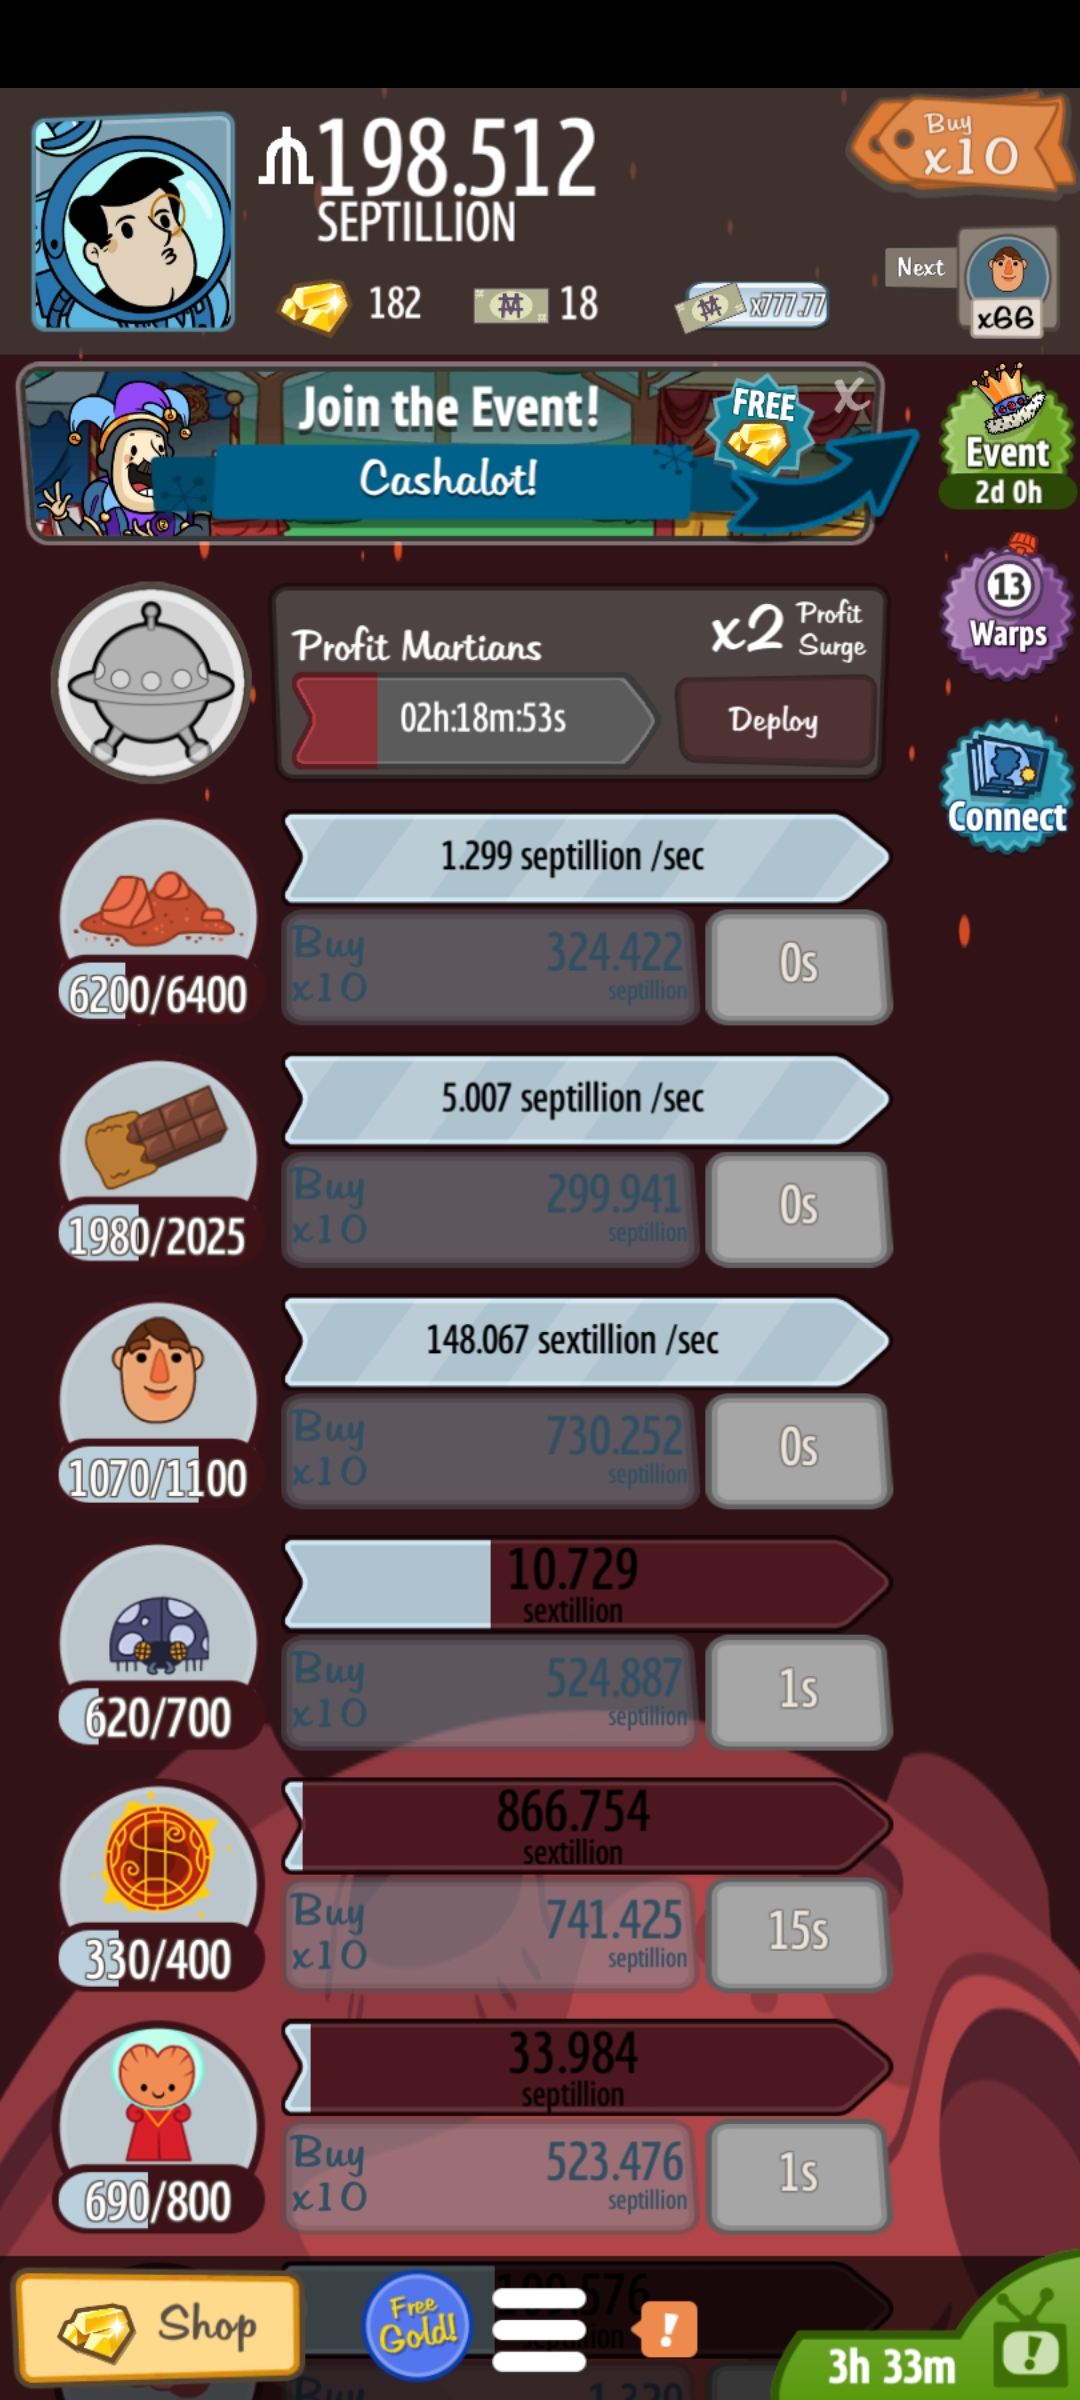 198.512
SEPTILLION
Buy
x10
182
18
x777.77
Next
x66
Join the Event!
FREE
X
Cashalot!
Event
2d 0h
13
Warps
Profit Martians
x2 Profit
Surge
02h:18m:53s
Deploy
Connect
1.299 septillion /sec
Buy
x10
324.422
septillion
0s
6200/6400
5.007 septillion /sec
Buy
x10
299.941
septillion
0s
1980/2025
148.067 sextillion /sec
Buy
x10
730.252
septillion
0s
1070/1100
10.729
sextillion
Buy
x10
524.887
septillion
1s
620/700
866.754
sextillion
Buy
x10
741.425
septillion
15s
330/400
33.984
septillion
Buy
x10
523.476
septillion
1s
690/800
Shop
Free
Gold!
!
3h 33m
!
Buy
1.320